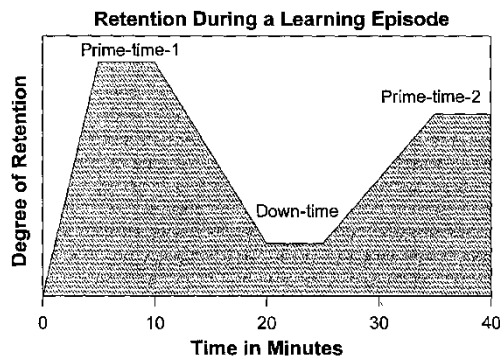 Retention During a Learning Episode
Prime-time-1
Prime-time-2
Down-time
Degree of Retention
0 10 20 30 40
Time in Minutes